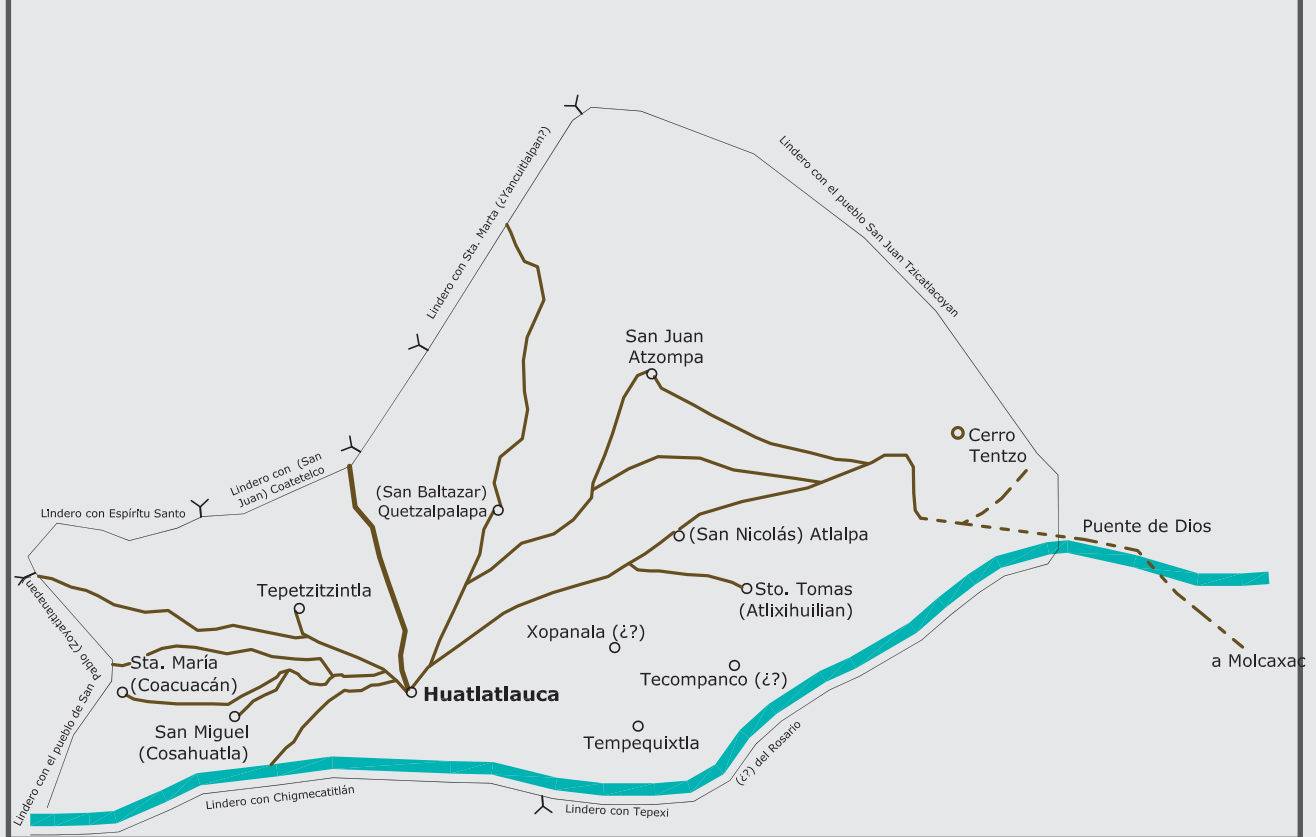 Lindero con Sta. Marta (¿Yancuitlalpan?)
Lindero con el pueblo San Juan Tzicatlacoyan
San Juan
Atzompa
Cerro
Tentzo
Lindero con (San
Juan) Coatetelco
(San Baltazar)
Quetzalpalapa
Lindero con Espíritu Santo
(San Nicolás) Atlalpa
Puente de Dios
Tepetzitzintla
Sto. Tomas
(Atlixihuilian)
Xopanala (¿?)
Sta. María
(Coacuacán)
a Molcaxac
Tecompanco (¿?)
Huatlatlauca
San Miguel
(Cosahuatla)
Tempequixtla
Lindero con el pueblo de San
Pablo (Zoyatitlanapan)
(¿?) del Rosario
Lindero con Chigmecatitlán
Lindero con Tepexi